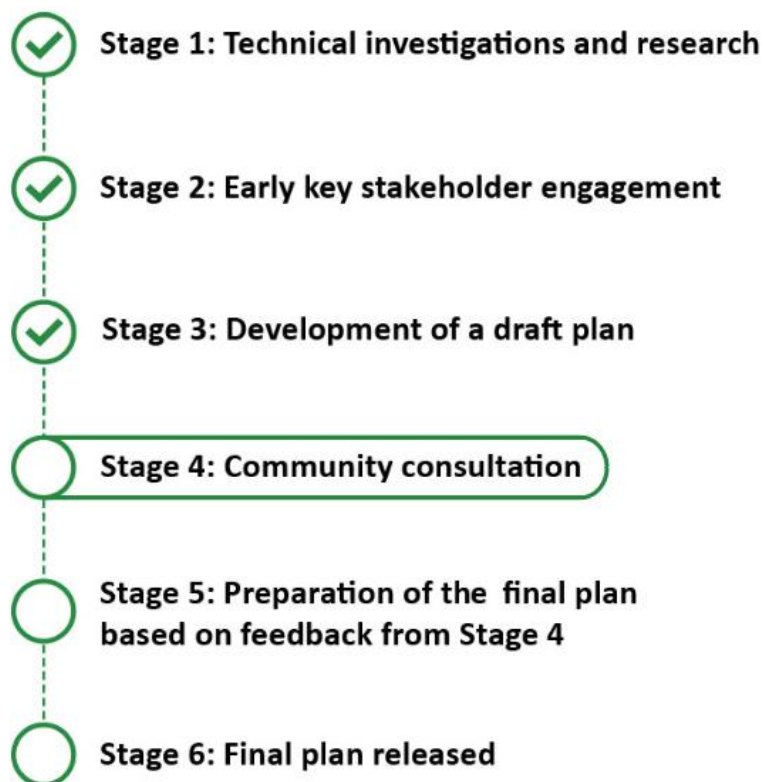 Stage 1: Technical investigations and research
Stage 2: Early key stakeholder engagement
Stage 3: Development of a draft plan
Stage 4: Community consultation
Stage 5: Preparation of the final plan
based on feedback from Stage 4
Stage 6: Final plan released